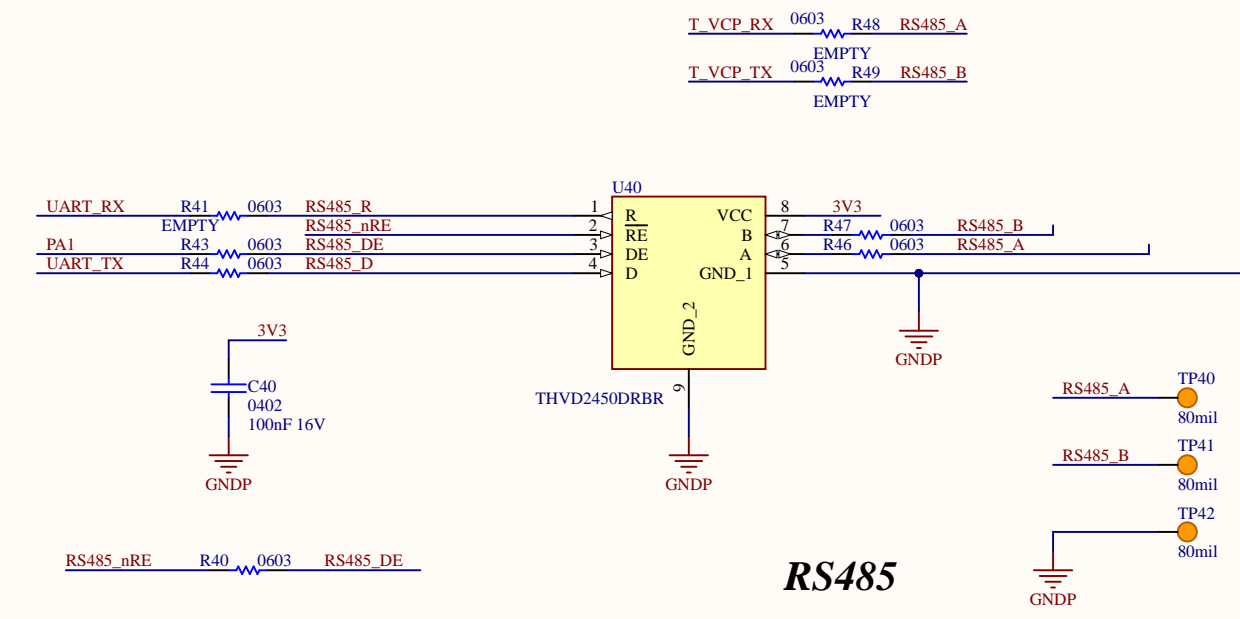 T_VCP_RX 0603 R48 RS485_A
EMPTY
T_VCP_TX 0603 R49 RS485_B
EMPTY
U40
UART_RX R41 0603 RS485_R 1 R VCC 8 3V3
EMPTY RS485_nRE 2 RE B 7 R47 0603 RS485_B
PA1 R43 0603 RS485_DE 3 DE A 6 R46 0603 RS485_A
UART_TX R44 0603 RS485_D 4 D GND_1 5
GND_2
3V3
GNDP
C40
0402
100nF 16V
GNDP
9
THVD2450DRBR
GNDP
RS485_A TP40
80mil
RS485_B TP41
80mil
TP42
80mil
GNDP
RS485_nRE R40 0603 RS485_DE
RS485